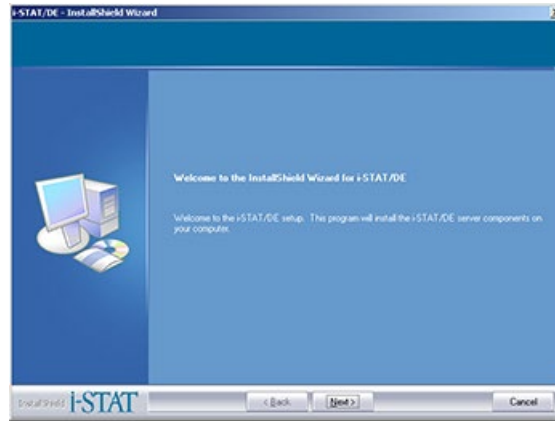 i-STAT/DE - InstallShield Wizard
Welcome to the InstallShield Wizard for i-STAT/DE
Welcome to the i-STAT/DE setup. This program will install the i-STAT/DE server components on
your computer.
InstallShield i-STAT
< Back Next > Cancel